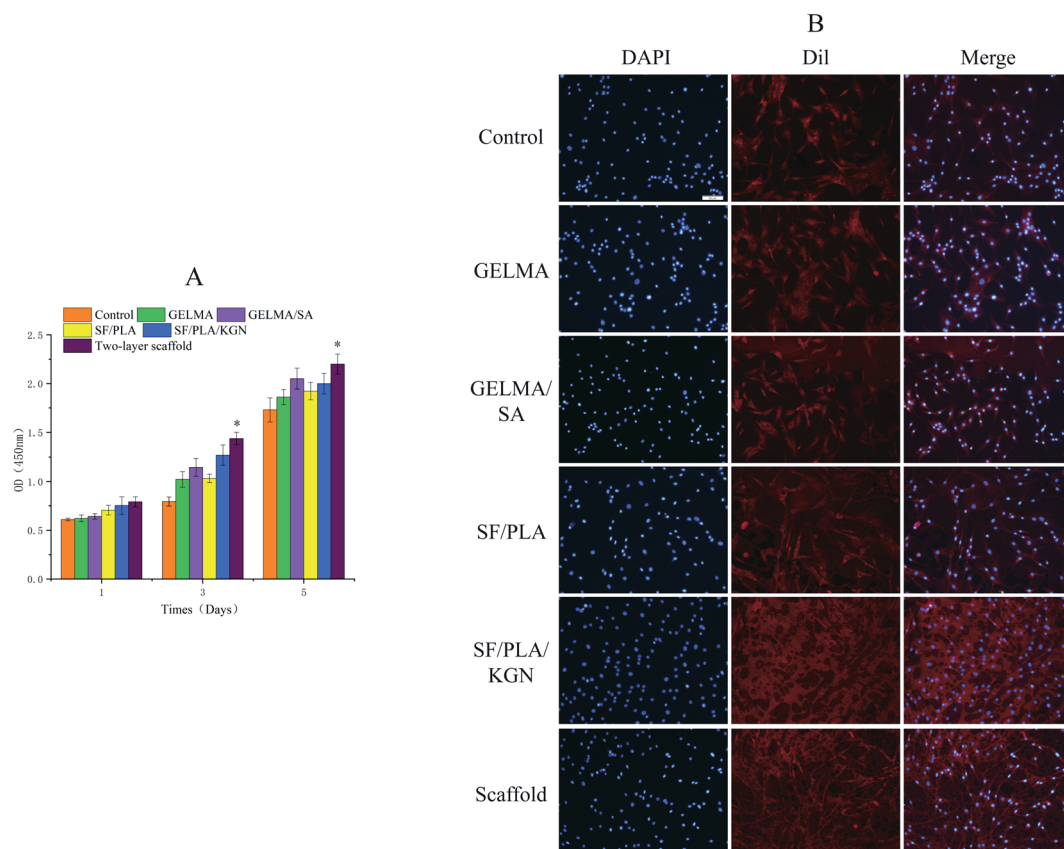 A
Control GELMA GELMA/SA
SF/PLA SF/PLA/KGN
Two-layer scaffold
OD（450nm）
2.5
2.0
1.5
1.0
0.5
0.0
*
*
1 3 5
Times（Days）
B
DAPI Dil Merge
Control
GELMA
GELMA/
SA
SF/PLA
SF/PLA/
KGN
Scaffold